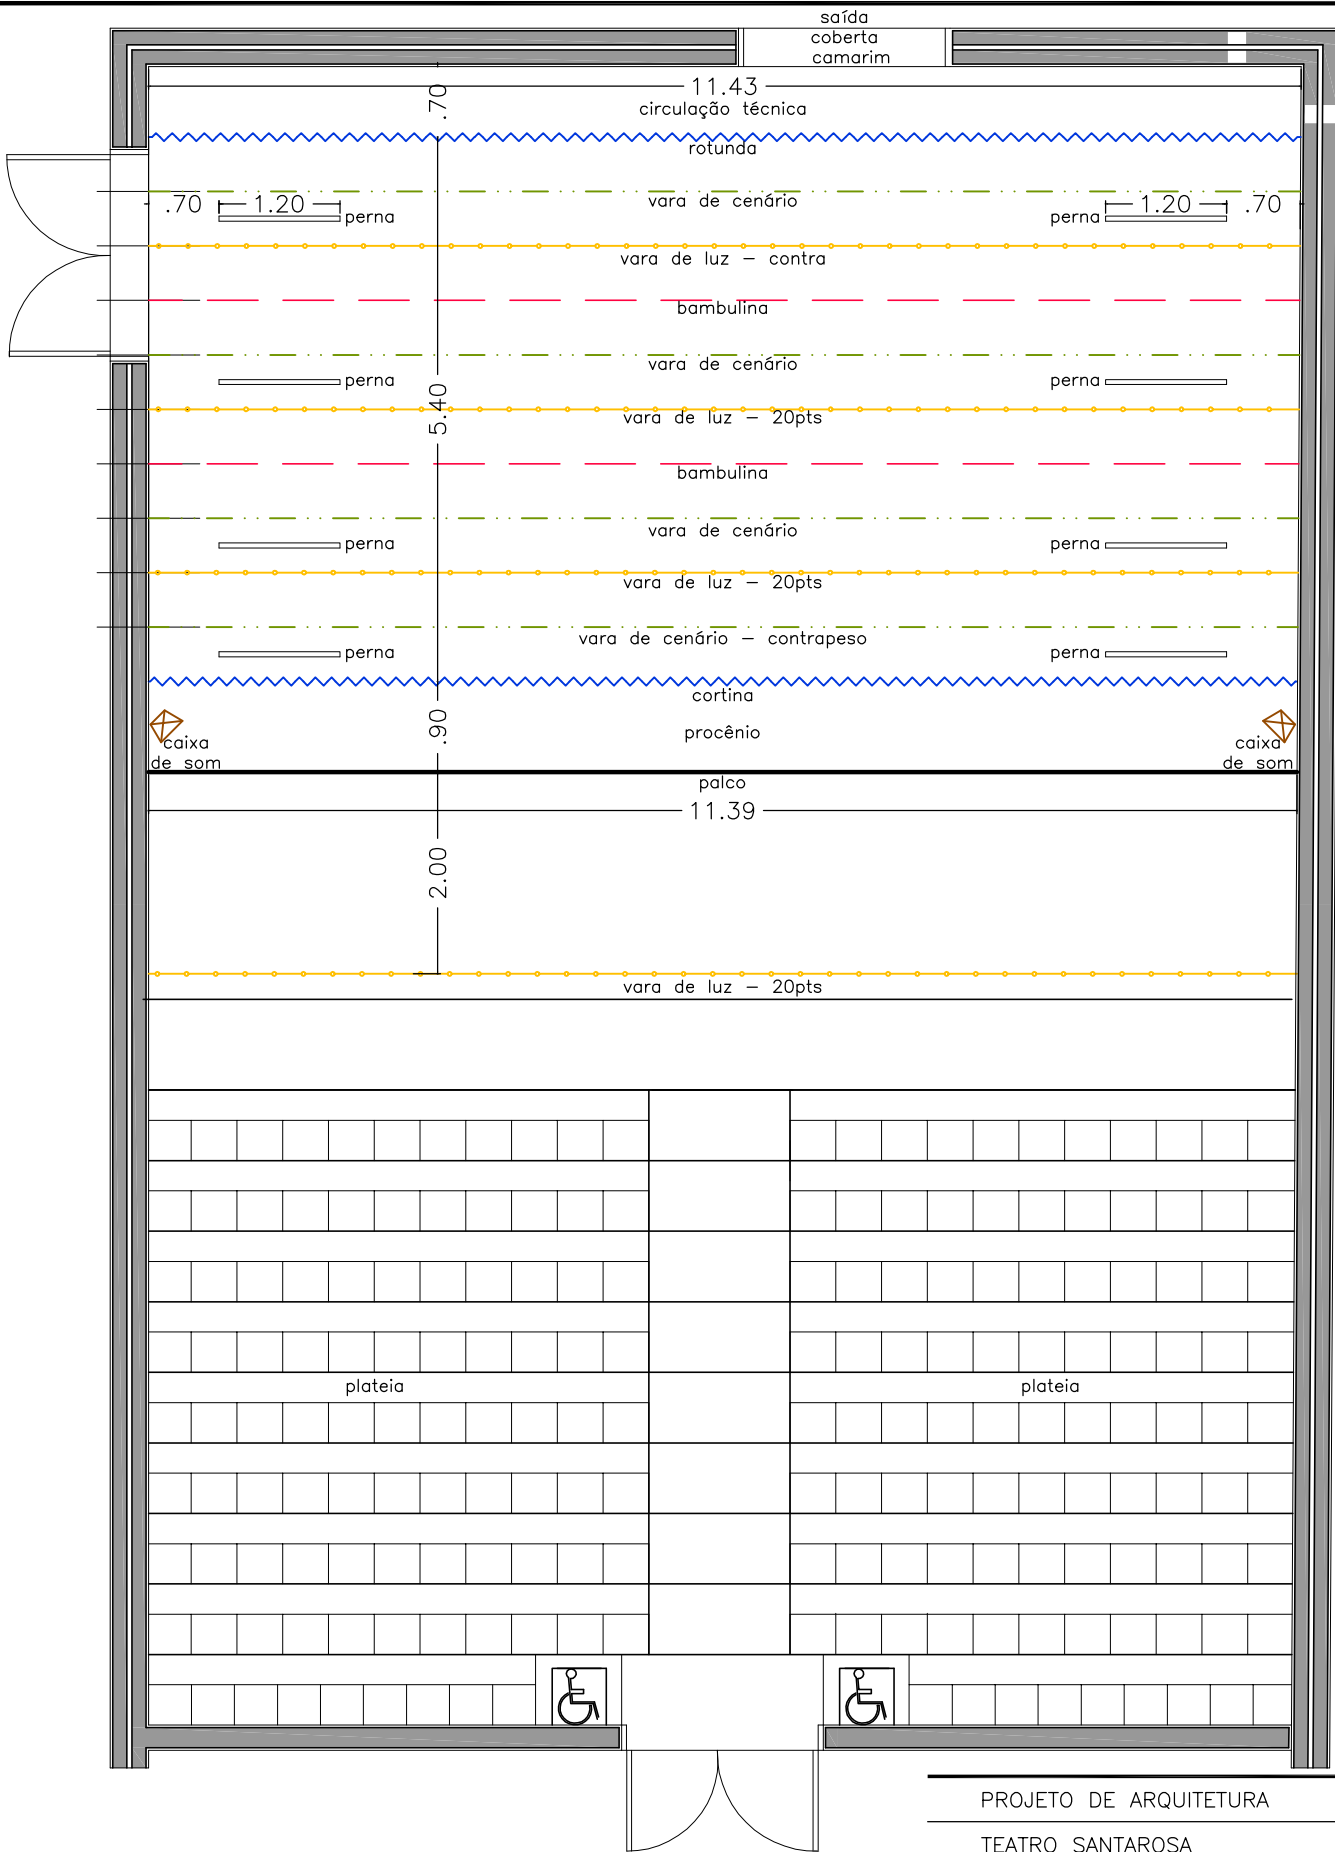 saída
coberta
camarim
11.43
.70
circulação técnica
rotunda
vara de cenário
.70 1.20 perna
perna 1.20 .70
vara de luz – contra
bambulina
vara de cenário
perna
perna
5.40
vara de luz – 20pts
bambulina
vara de cenário
perna
perna
vara de luz – 20pts
vara de cenário – contrapeso
perna
perna
cortina
.90
procênio
caixa
de som
caixa
de som
palco
11.39
2.00
vara de luz – 20pts
plateia
plateia
PROJETO DE ARQUITETURA
TEATRO SANTAROSA